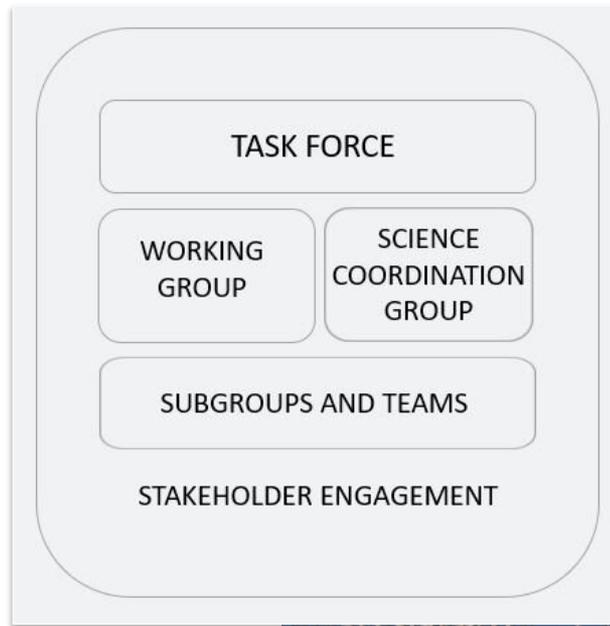 TASK FORCE
WORKING
GROUP
SCIENCE
COORDINATION
GROUP
SUBGROUPS AND TEAMS
STAKEHOLDER ENGAGEMENT